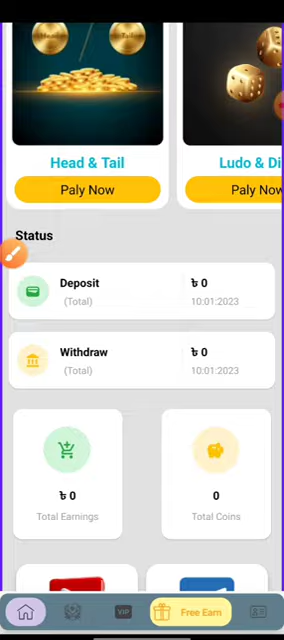 Head & Tail
Ludo & Di
Paly Now
Paly Now
Status
Deposit
৳ 0
(Total)
10:01:2023
Withdraw
৳ 0
(Total)
10:01:2023
৳ 0
0
Total Earnings
Total Coins
VIP
Free Earn